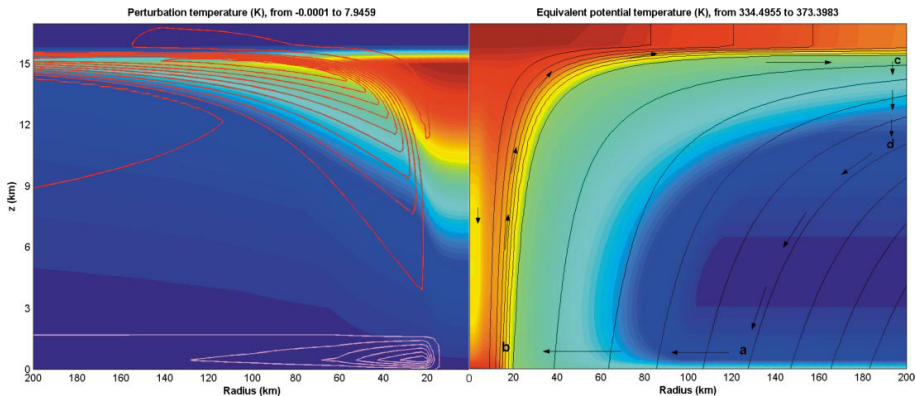 Perturbation temperature (K), from -0.0001 to 7.9459
Equivalent potential temperature (K), from 334.4955 to 373.3983
15
12
9
6
3
0
z (km)
200 180 160 140 120 100 80 60 40 20
Radius (km)
c
d
b
a
0 20 40 60 80 100 120 140 160 180 200
Radius (km)